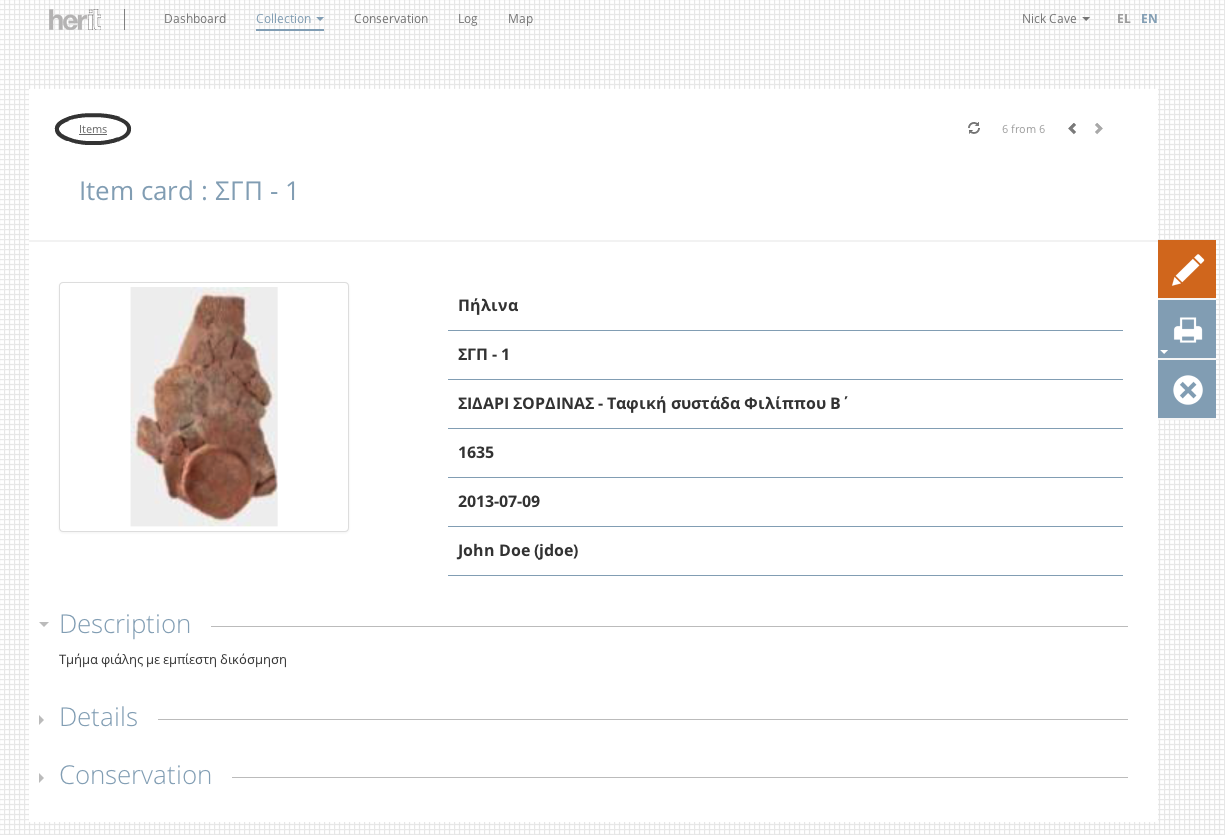 herit Dashboard Collection Conservation Log Map Nick Cave EL EN
Items 6 from 6
Item card : ΣΓΠ - 1
Πήλινα
ΣΓΠ - 1
ΣΙΔΑΡΙ ΣΟΡΔΙΝΑΣ - Ταφική συστάδα Φιλίππου Β΄
1635
2013-07-09
John Doe (jdoe)
Description
Τμήμα φιάλης με εμπίεστη δικόσμηση
Details
Conservation